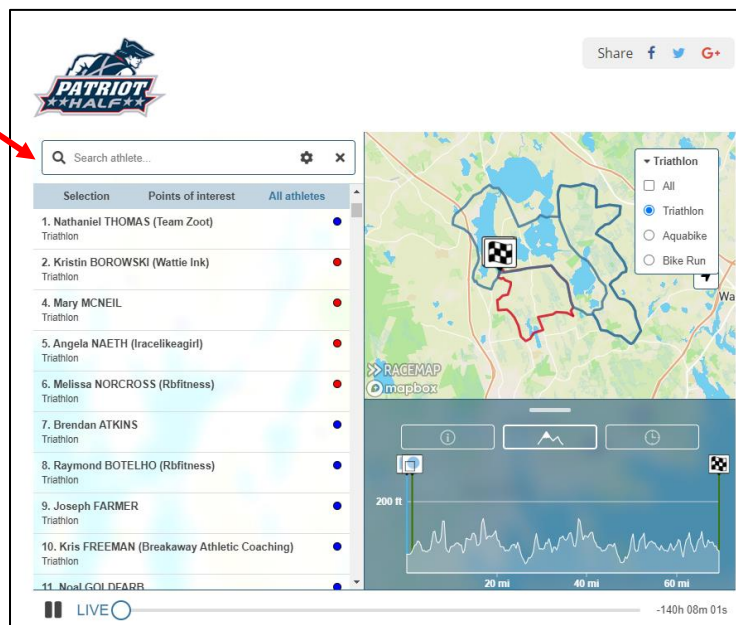 PATRIOT
HALF
Share f G+
Search athlete...
Selection Points of interest All athletes
1. Nathaniel THOMAS (Team Zoot)
Triathlon
2. Kristin BOROWSKI (Wattie Ink)
Triathlon
4. Mary MCNEIL
Triathlon
5. Angela NAETH (Iracelikeagirl)
Triathlon
6. Melissa NORCROSS (Rbfitness)
Triathlon
7. Brendan ATKINS
Triathlon
8. Raymond BOTELHO (Rbfitness)
Triathlon
9. Joseph FARMER
Triathlon
10. Kris FREEMAN (Breakaway Athletic Coaching)
Triathlon
11. Noal GOLDFARB
Triathlon
All
Triathlon
Aquabike
Bike Run
Wa
RACEMAP
mapbox
200 ft
20 mi 40 mi 60 mi
LIVE
-140h 08m 01s